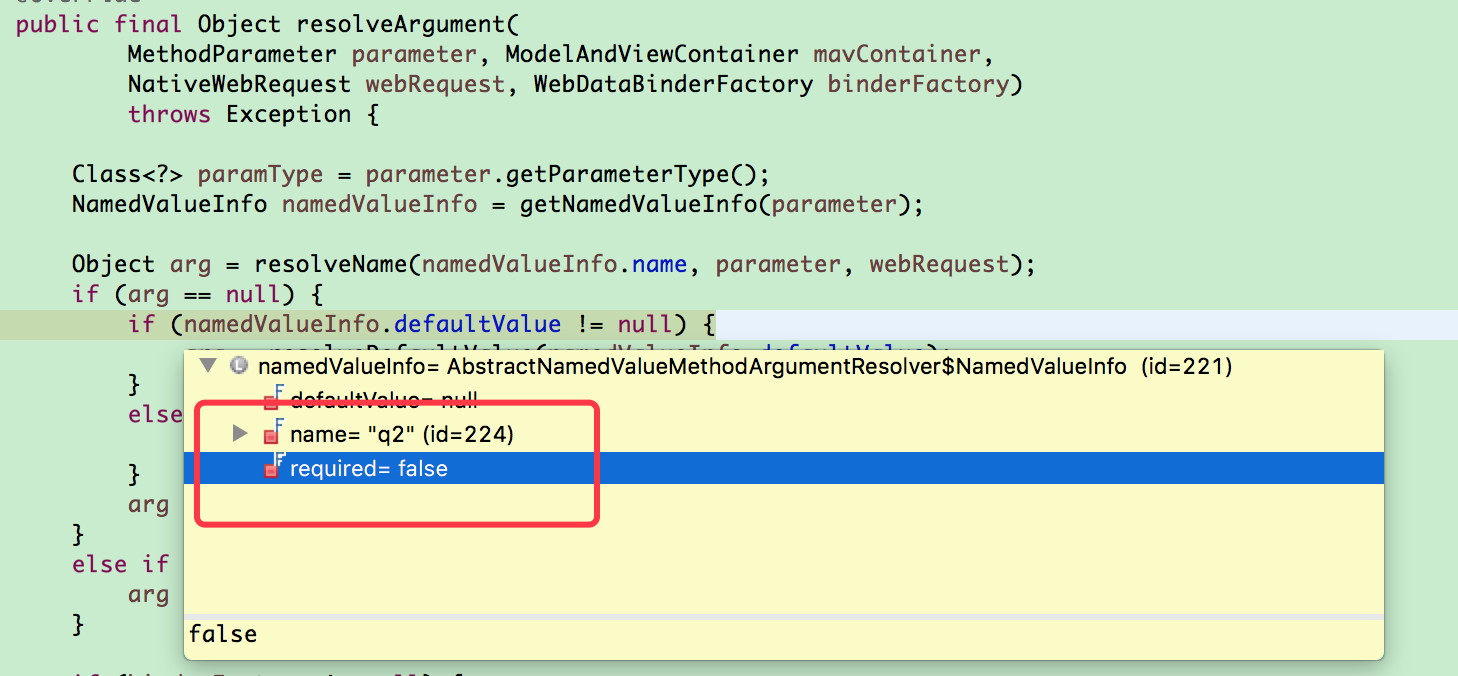 public final Object resolveArgument(
MethodParameter parameter, ModelAndViewContainer mavContainer,
NativeWebRequest webRequest, WebDataBinderFactory binderFactory)
throws Exception {
Class<?> paramType = parameter.getParameterType();
NamedValueInfo namedValueInfo = getNamedValueInfo(parameter);
Object arg = resolveName(namedValueInfo.name, parameter, webRequest);
if (arg == null) {
if (namedValueInfo.defaultValue != null) {
namedValueInfo= AbstractNamedValueMethodArgumentResolver$NamedValueInfo (id=221)
}
defaultValue= null
else
name= "q2" (id=224)
required= false
}
arg
}
else if
arg
}
false